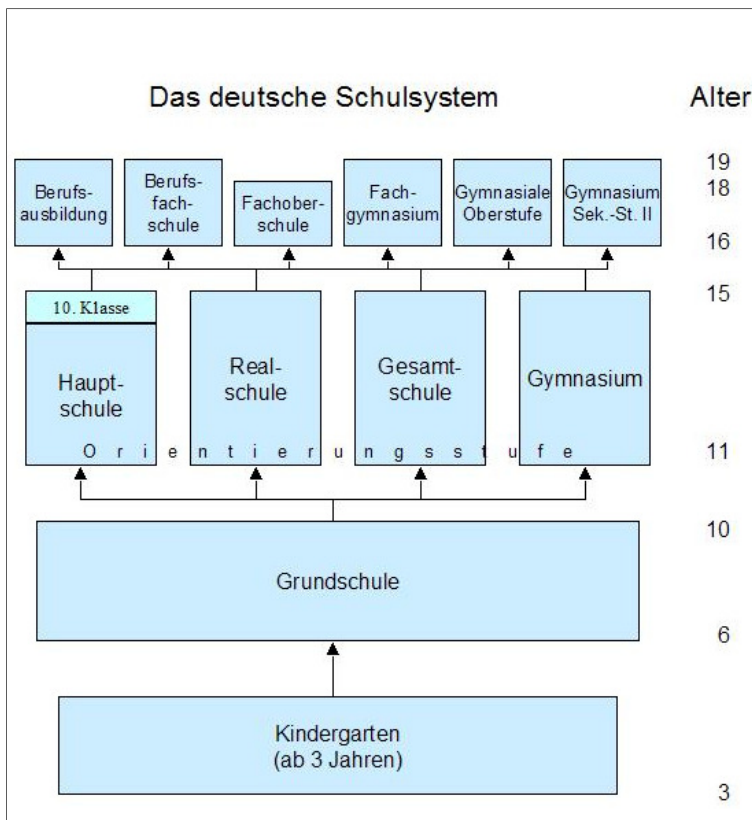 Das deutsche Schulsystem
Alter
19
18
16
Berufs-
ausbildung
Berufs-
fach-
schule
Fachober-
schule
Fach-
gymnasium
Gymnasiale
Oberstufe
Gymnasium
Sek.-St. II
15
10. Klasse
Haupt-
schule
Real-
schule
Gesamt-
schule
Gymnasium
O r i e n t i e r u n g s s t u f e
11
10
Grundschule
6
Kindergarten
(ab 3 Jahren)
3